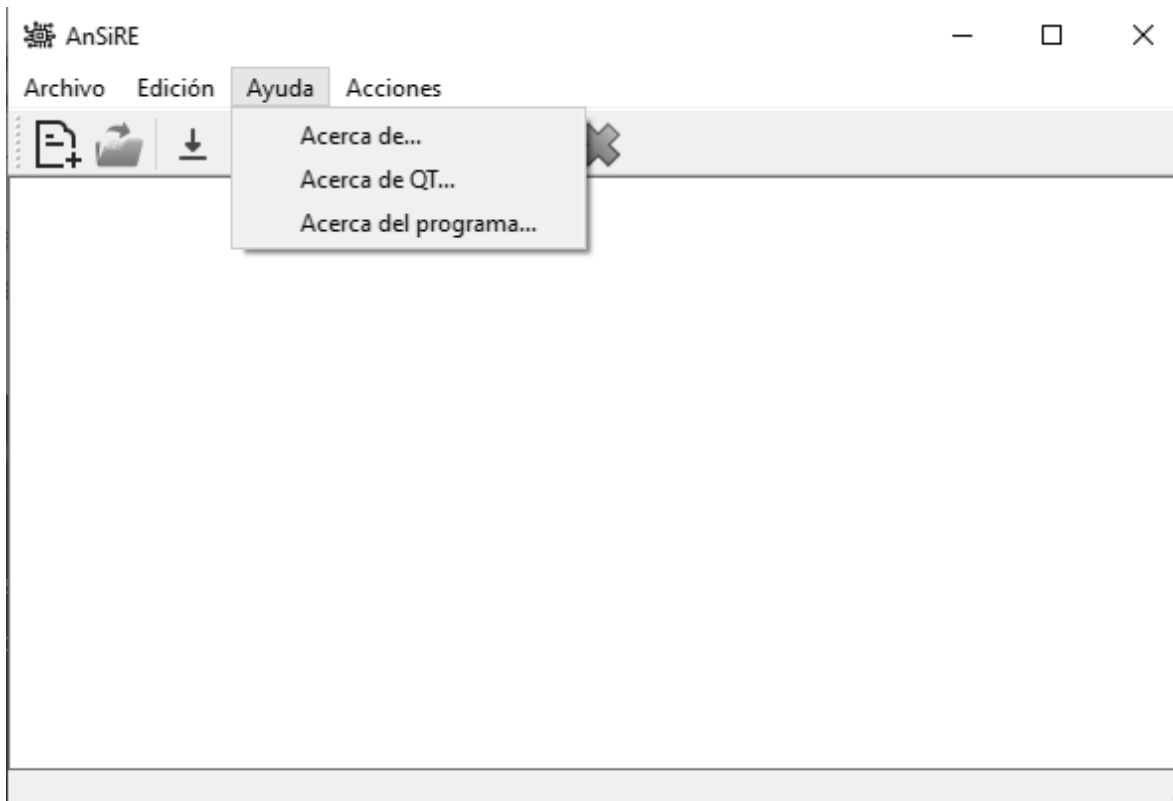 AnSiRE
Archivo Edición Ayuda Acciones
Acerca de...
Acerca de QT...
Acerca del programa...